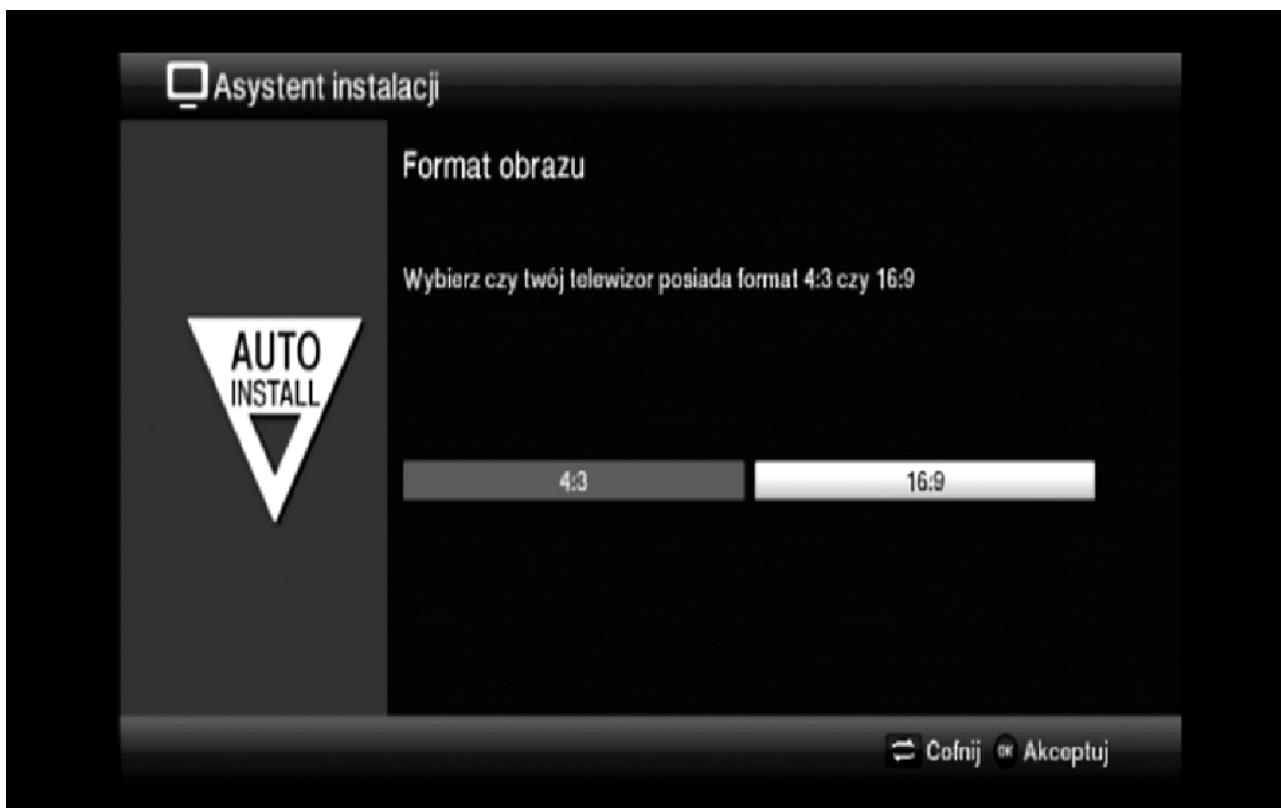 Asystent instalacji
Format obrazu
Wybierz czy twój telewizor posiada format 4:3 czy 16:9
AUTO
INSTALL
4:3 16:9
Cofnij OK Akceptuj